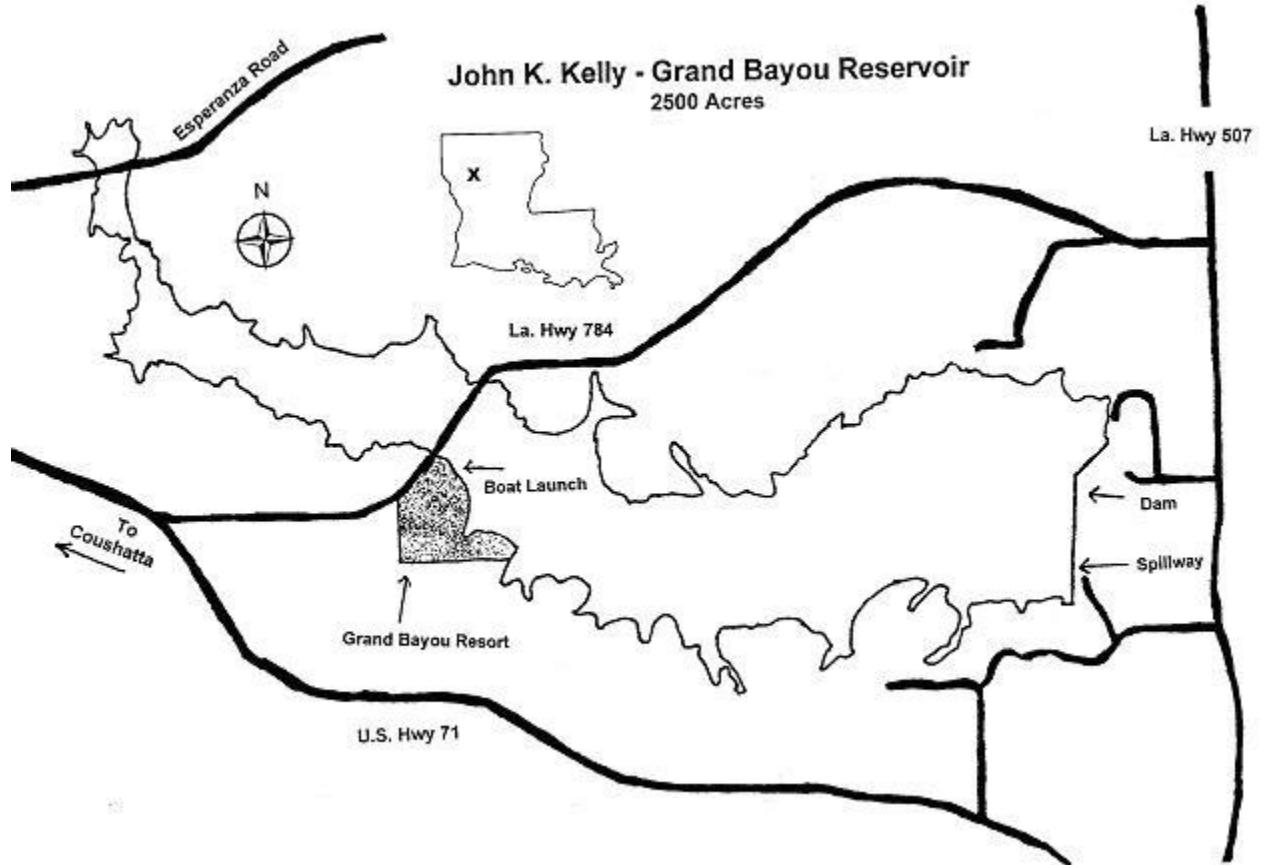 John K. Kelly - Grand Bayou Reservoir
2500 Acres
Esperanza Road
La. Hwy 507
N
X
La. Hwy 784
Boat Launch
Dam
To
Coushatta
Spillway
Grand Bayou Resort
U.S. Hwy 71